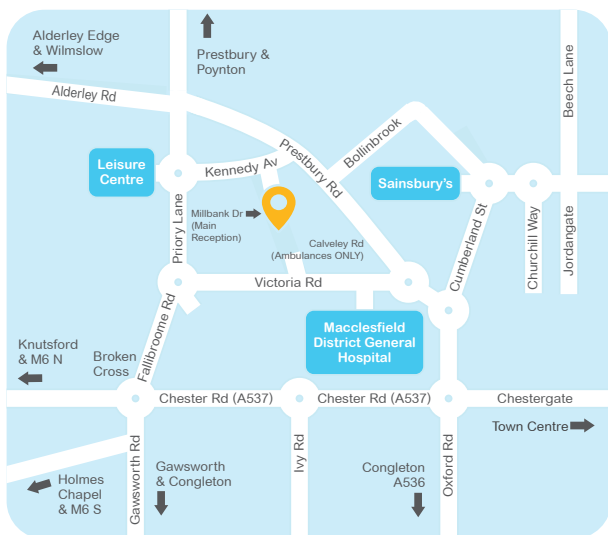 Alderley Edge
& Wilmslow
Prestbury &
Poynton
Alderley Rd
Beech Lane
Bollinbrook
Prestbury Rd
Kennedy Av
Leisure
Centre
Sainsbury's
Millbank Dr
(Main
Reception)
Priory Lane
Calveley Rd
(Ambulances ONLY)
Cumberland St
Churchill Way
Jordangate
Victoria Rd
Macclesfield
District General
Hospital
Fallibroome Rd
Knutsford
& M6 N
Broken
Cross
Chester Rd (A537)
Chester Rd (A537)
Chestergate
Town Centre
Gawsworth Rd
Gawsworth
& Congleton
Ivy Rd
Congleton
A536
Oxford Rd
Holmes
Chapel
& M6 S